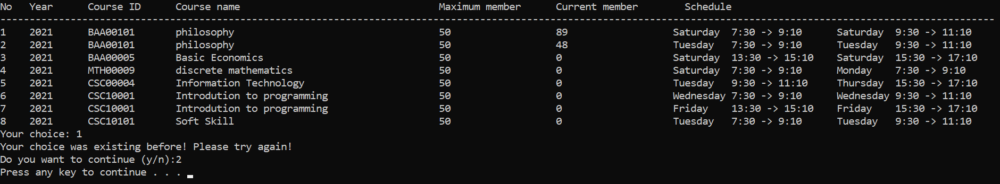 No Year Course ID Course name Maximum member Current member Schedule
--------------------------------------------------------------------------------------------------------------------------------------------------------------------------
1 2021 BAA00101 philosophy 50 89 Saturday 7:30 -> 9:10 Saturday 9:30 -> 11:10
2 2021 BAA00101 philosophy 50 48 Tuesday 7:30 -> 9:10 Tuesday 9:30 -> 11:10
3 2021 BAA00005 Basic Economics 50 0 Saturday 13:30 -> 15:10 Saturday 15:30 -> 17:10
4 2021 MTH00009 discrete mathematics 50 0 Saturday 7:30 -> 9:10 Monday 7:30 -> 9:10
5 2021 CSC00004 Information Technology 50 0 Tuesday 9:30 -> 11:10 Thursday 15:30 -> 17:10
6 2021 CSC10001 Introdution to programming 50 0 Wednesday 7:30 -> 9:10 Wednesday 9:30 -> 11:10
7 2021 CSC10001 Introdution to programming 50 0 Friday 13:30 -> 15:10 Friday 15:30 -> 17:10
8 2021 CSC10101 Soft Skill 50 0 Tuesday 7:30 -> 9:10 Tuesday 9:30 -> 11:10
Your choice: 1
Your choice was existing before! Please try again!
Do you want to continue (y/n):2
Press any key to continue . . .